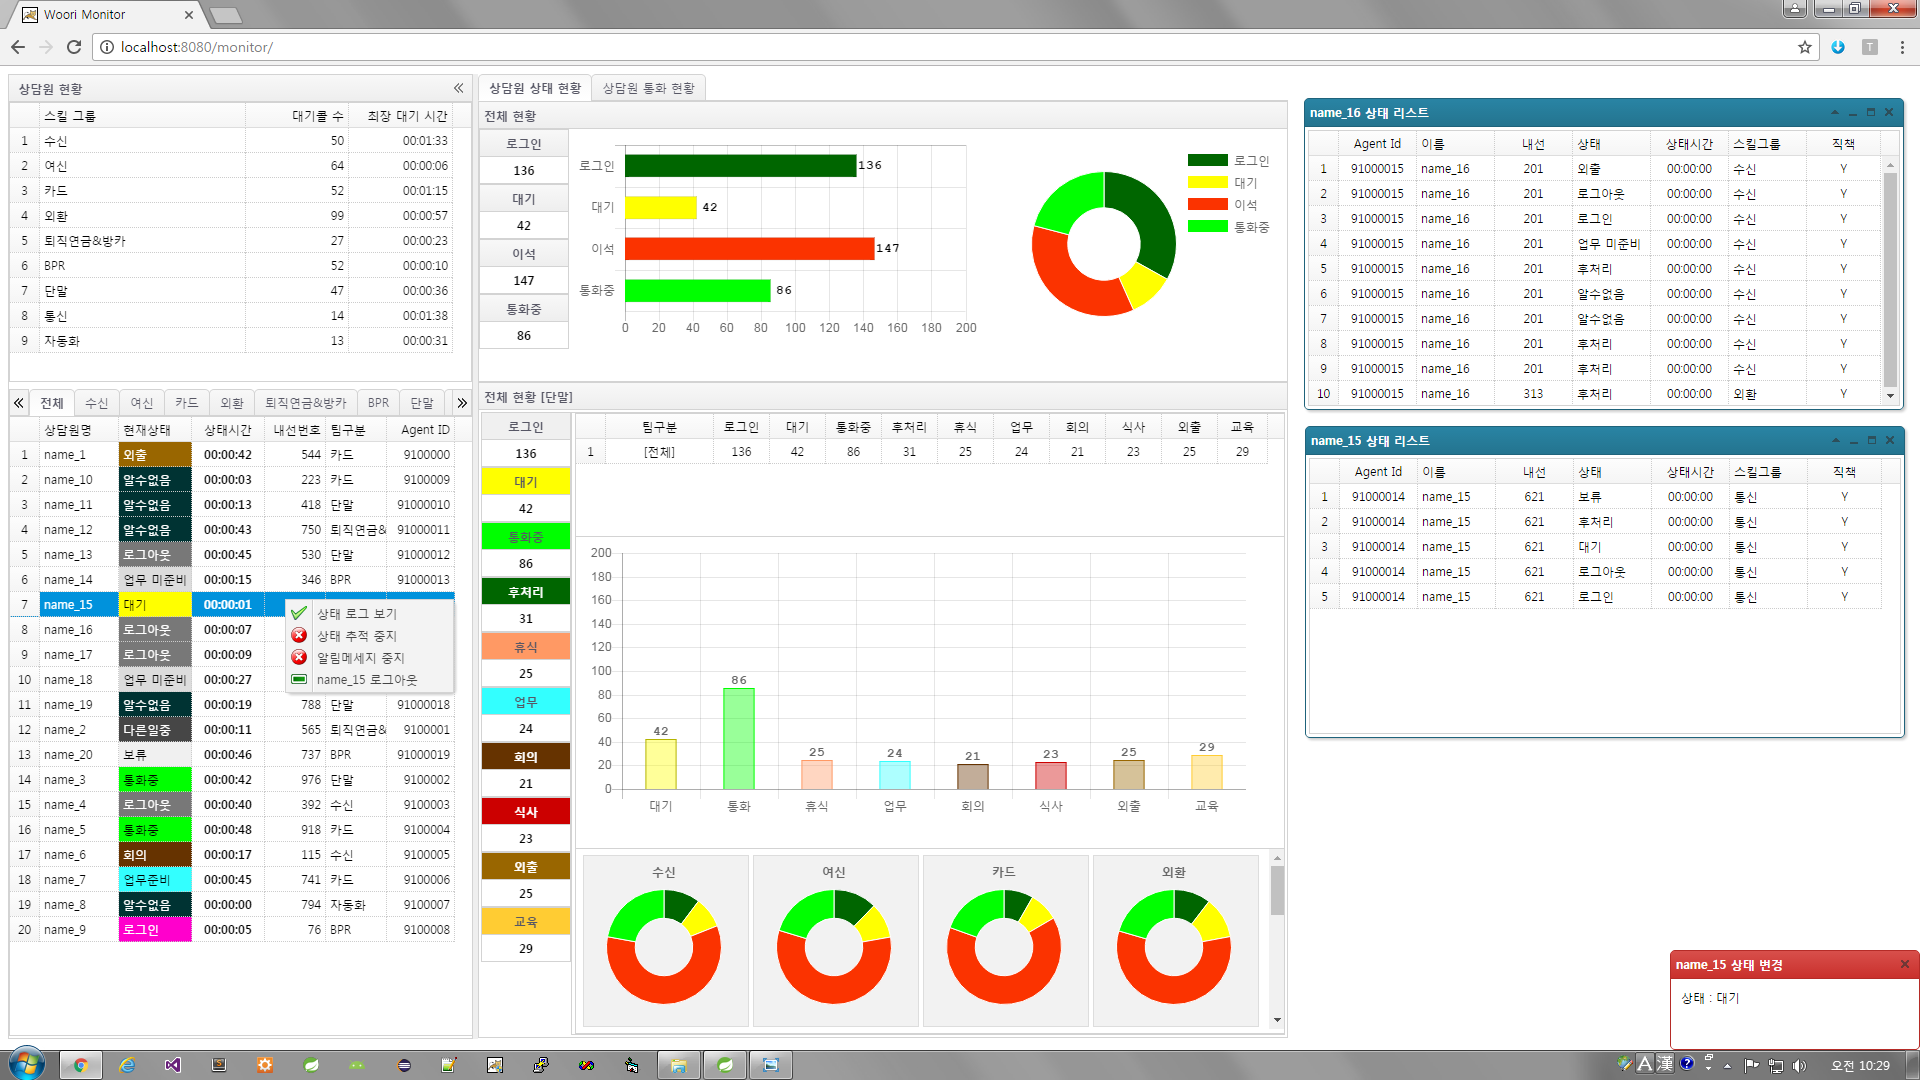 Woori Monitor
localhost:8080/monitor/
상담원 현황
스킬 그룹 대기콜 수 최장 대기 시간
1 수신 50 00:01:33
2 여신 64 00:00:06
3 카드 52 00:01:15
4 외환 99 00:00:57
5 퇴직연금&방카 27 00:00:23
6 BPR 52 00:00:10
7 단말 47 00:00:36
8 통신 14 00:01:38
9 자동화 13 00:00:31
전체 수신 여신 카드 외환 퇴직연금&방카 BPR 단말
상담원명 현재상태 상태시간 내선번호 팀구분 Agent ID
1 name_1 외출 00:00:42 544 카드 9100000
2 name_10 알수없음 00:00:03 223 카드 9100009
3 name_11 알수없음 00:00:13 418 단말 91000010
4 name_12 알수없음 00:00:43 750 퇴직연금& 91000011
5 name_13 로그아웃 00:00:45 530 단말 91000012
6 name_14 업무 미준비 00:00:15 346 BPR 91000013
7 name_15 대기 00:00:01
8 name_16 로그아웃 00:00:07
9 name_17 로그아웃 00:00:09
10 name_18 업무 미준비 00:00:27
11 name_19 알수없음 00:00:19 788 단말 91000018
12 name_2 다른일중 00:00:11 565 퇴직연금& 9100001
13 name_20 보류 00:00:46 737 BPR 91000019
14 name_3 통화중 00:00:42 976 단말 9100002
15 name_4 로그아웃 00:00:40 392 수신 9100003
16 name_5 통화중 00:00:48 918 카드 9100004
17 name_6 회의 00:00:17 115 수신 9100005
18 name_7 업무준비 00:00:45 741 카드 9100006
19 name_8 알수없음 00:00:00 794 자동화 9100007
20 name_9 로그인 00:00:05 76 BPR 9100008
상태 로그 보기
상태 추적 중지
알림메세지 중지
name_15 로그아웃
상담원 상태 현황 상담원 통화 현황
전체 현황
로그인
136
대기
42
이석
147
통화중
86
로그인 136
대기 42
이석 147
통화중 86
0 20 40 60 80 100 120 140 160 180 200
로그인
대기
이석
통화중
전체 현황 [단말]
로그인
136
대기
42
통화중
86
후처리
31
휴식
25
업무
24
회의
21
식사
23
외출
25
교육
29
팀구분 로그인 대기 통화중 후처리 휴식 업무 회의 식사 외출 교육
1 [전체] 136 42 86 31 25 24 21 23 25 29
200
180
160
140
120
100
80
60
40
20
0
42 86 25 24 21 23 25 29
대기 통화 휴식 업무 회의 식사 외출 교육
수신 여신 카드 외환
name_16 상태 리스트
Agent Id 이름 내선 상태 상태시간 스킬그룹 직책
1 91000015 name_16 201 외출 00:00:00 수신 Y
2 91000015 name_16 201 로그아웃 00:00:00 수신 Y
3 91000015 name_16 201 로그인 00:00:00 수신 Y
4 91000015 name_16 201 업무 미준비 00:00:00 수신 Y
5 91000015 name_16 201 후처리 00:00:00 수신 Y
6 91000015 name_16 201 알수없음 00:00:00 수신 Y
7 91000015 name_16 201 알수없음 00:00:00 수신 Y
8 91000015 name_16 201 후처리 00:00:00 수신 Y
9 91000015 name_16 201 후처리 00:00:00 수신 Y
10 91000015 name_16 313 후처리 00:00:00 외환 Y
name_15 상태 리스트
Agent Id 이름 내선 상태 상태시간 스킬그룹 직책
1 91000014 name_15 621 보류 00:00:00 통신 Y
2 91000014 name_15 621 후처리 00:00:00 통신 Y
3 91000014 name_15 621 대기 00:00:00 통신 Y
4 91000014 name_15 621 로그아웃 00:00:00 통신 Y
5 91000014 name_15 621 로그인 00:00:00 통신 Y
name_15 상태 변경
상태 : 대기
A 漢
오전 10:29